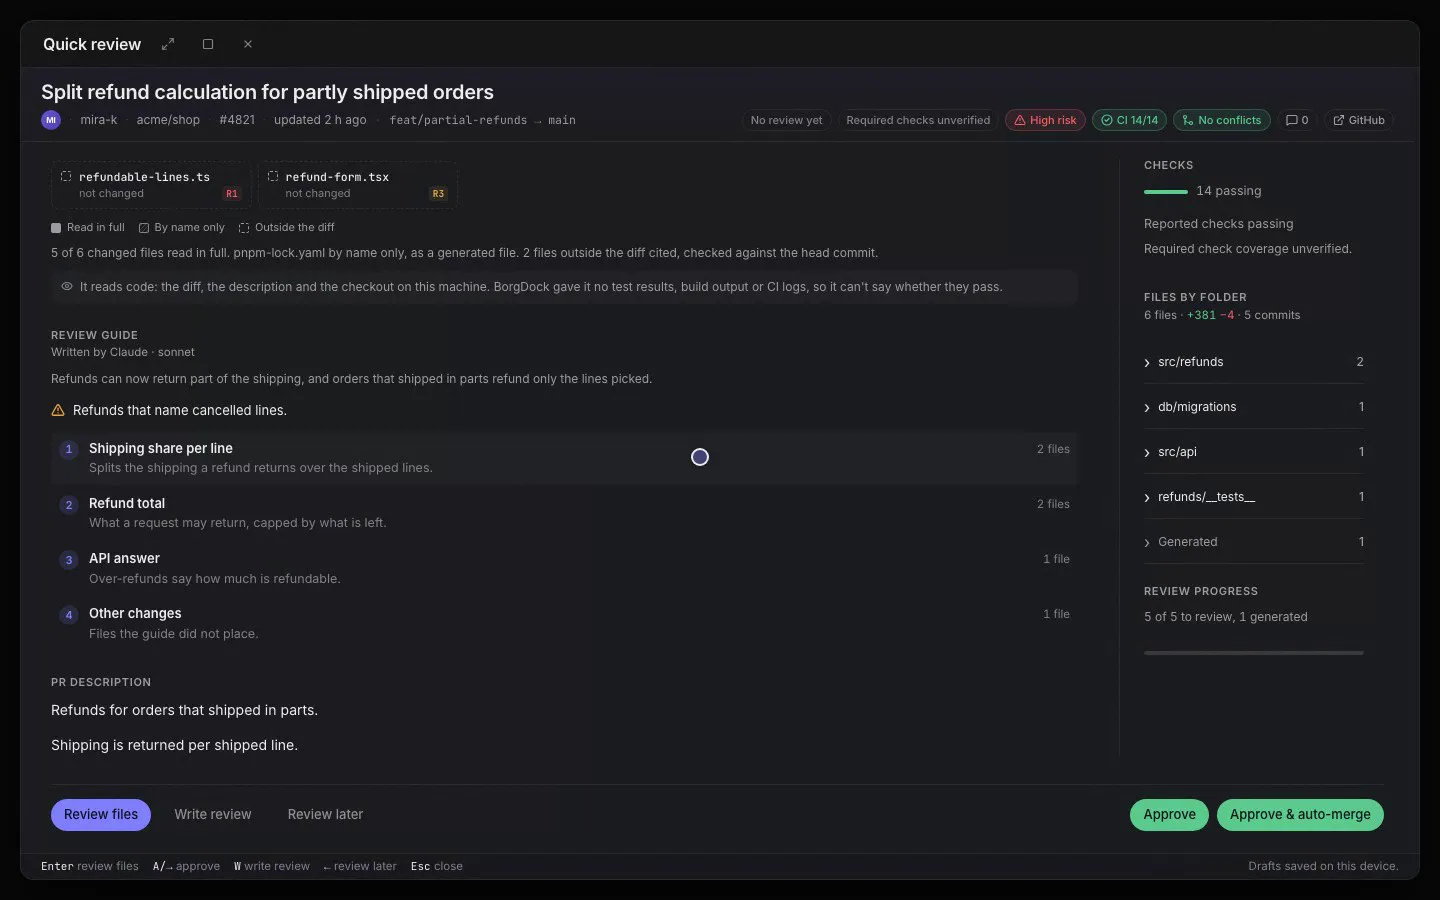 Quick review
Split refund calculation for partly shipped orders
MI · mira-k · acme/shop · #4821 · updated 2 h ago · feat/partial-refunds → main
No review yet
Required checks unverified
High risk
CI 14/14
No conflicts
0
GitHub
refundable-lines.ts
not changed
R1
refund-form.tsx
not changed
R3
Read in full
By name only
Outside the diff
5 of 6 changed files read in full. pnpm-lock.yaml by name only, as a generated file. 2 files outside the diff cited, checked against the head commit.
It reads code: the diff, the description and the checkout on this machine. BorgDock gave it no test results, build output or CI logs, so it can't say whether they pass.
REVIEW GUIDE
Written by Claude · sonnet
Refunds can now return part of the shipping, and orders that shipped in parts refund only the lines picked.
Refunds that name cancelled lines.
1 Shipping share per line 2 files
Splits the shipping a refund returns over the shipped lines.
2 Refund total 2 files
What a request may return, capped by what is left.
3 API answer 1 file
Over-refunds say how much is refundable.
4 Other changes 1 file
Files the guide did not place.
PR DESCRIPTION
Refunds for orders that shipped in parts.
Shipping is returned per shipped line.
CHECKS
14 passing
Reported checks passing
Required check coverage unverified.
FILES BY FOLDER
6 files · +381 −4 · 5 commits
src/refunds 2
db/migrations 1
src/api 1
refunds/__tests__ 1
Generated 1
REVIEW PROGRESS
5 of 5 to review, 1 generated
Review files
Write review
Review later
Approve
Approve & auto-merge
Enter review files A/→ approve W write review ← review later Esc close
Drafts saved on this device.